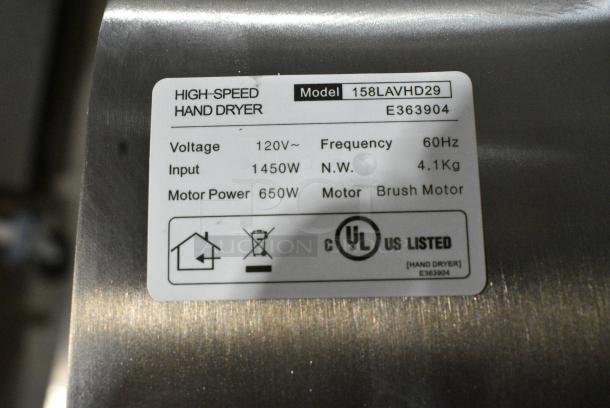 HIGH-SPEED HAND DRYER
Model 158LAVHD29
E363904
Voltage 120V~ Frequency 60Hz
Input 1450W N.W. 4.1Kg
Motor Power 650W Motor Brush Motor
C UL US LISTED
[HAND DRYER]
E363904